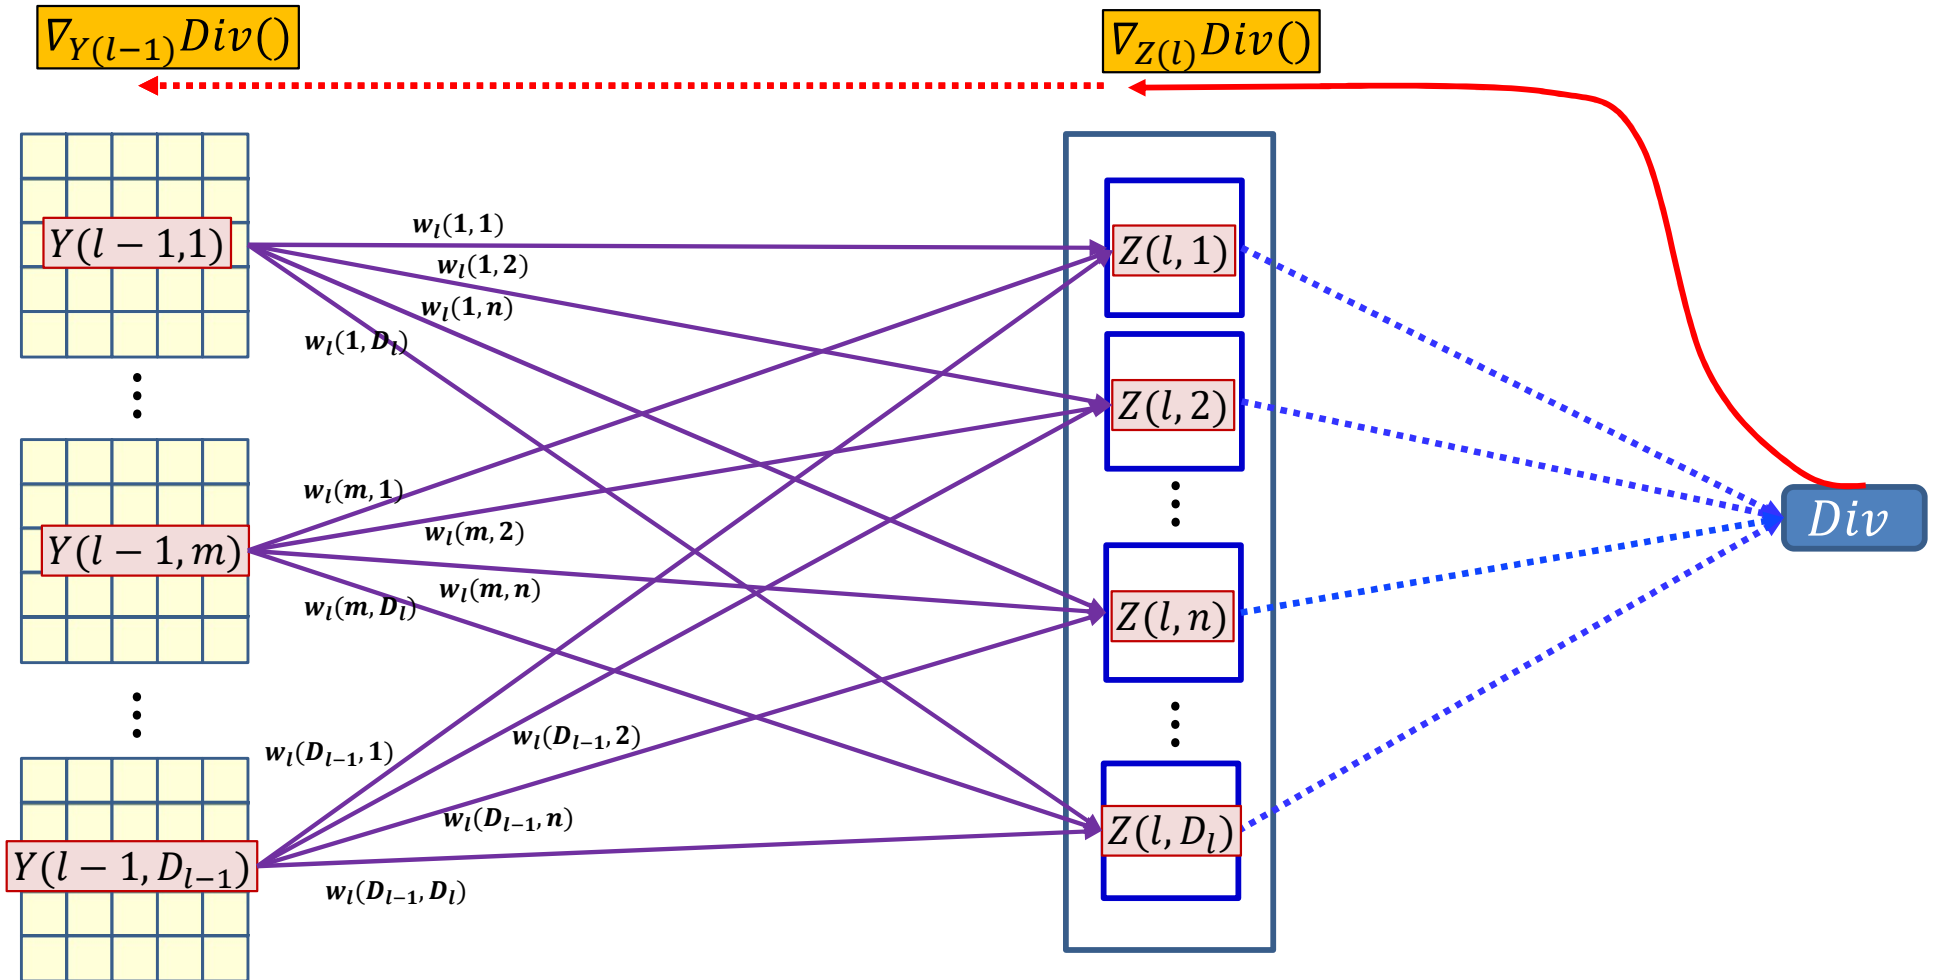 ∇Y(l−1)Div()
∇Z(l)Div()
Y(l − 1,1)
wₗ(1, 1)
wₗ(1, 2)
wₗ(1, n)
wₗ(1, Dₗ)
Z(l, 1)
Z(l, 2)
wₗ(m, 1)
Y(l − 1, m)
wₗ(m, 2)
wₗ(m, n)
wₗ(m, Dₗ)
Div
Z(l, n)
wₗ(Dₗ₋₁, 1)
wₗ(Dₗ₋₁, 2)
wₗ(Dₗ₋₁, n)
Z(l, Dₗ)
Y(l − 1, Dₗ₋₁)
wₗ(Dₗ₋₁, Dₗ)